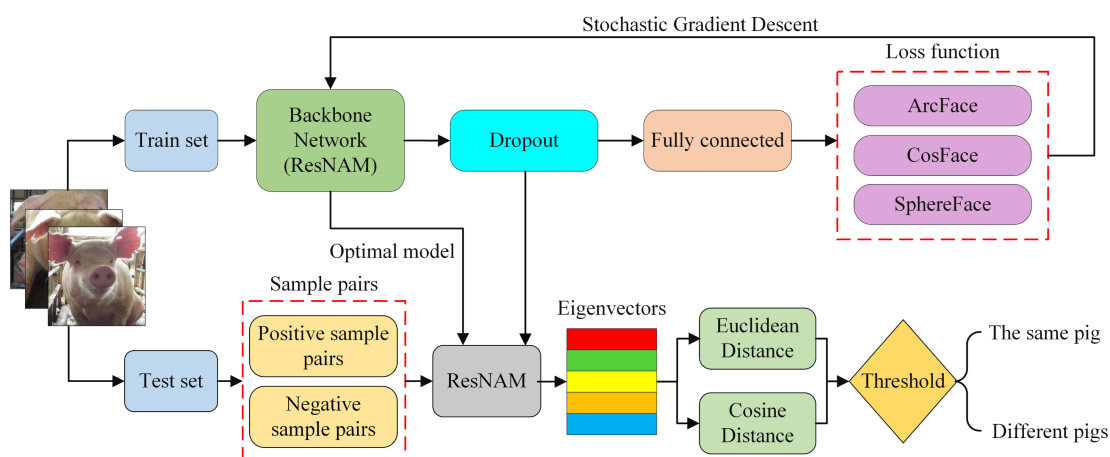 Stochastic Gradient Descent
Loss function
Train set
Backbone
Network
(ResNAM)
Dropout
Fully connected
ArcFace
CosFace
SphereFace
Optimal model
Sample pairs
Test set
Positive sample
pairs
Negative
sample pairs
ResNAM
Eigenvectors
Euclidean
Distance
Cosine
Distance
Threshold
The same pig
Different pigs